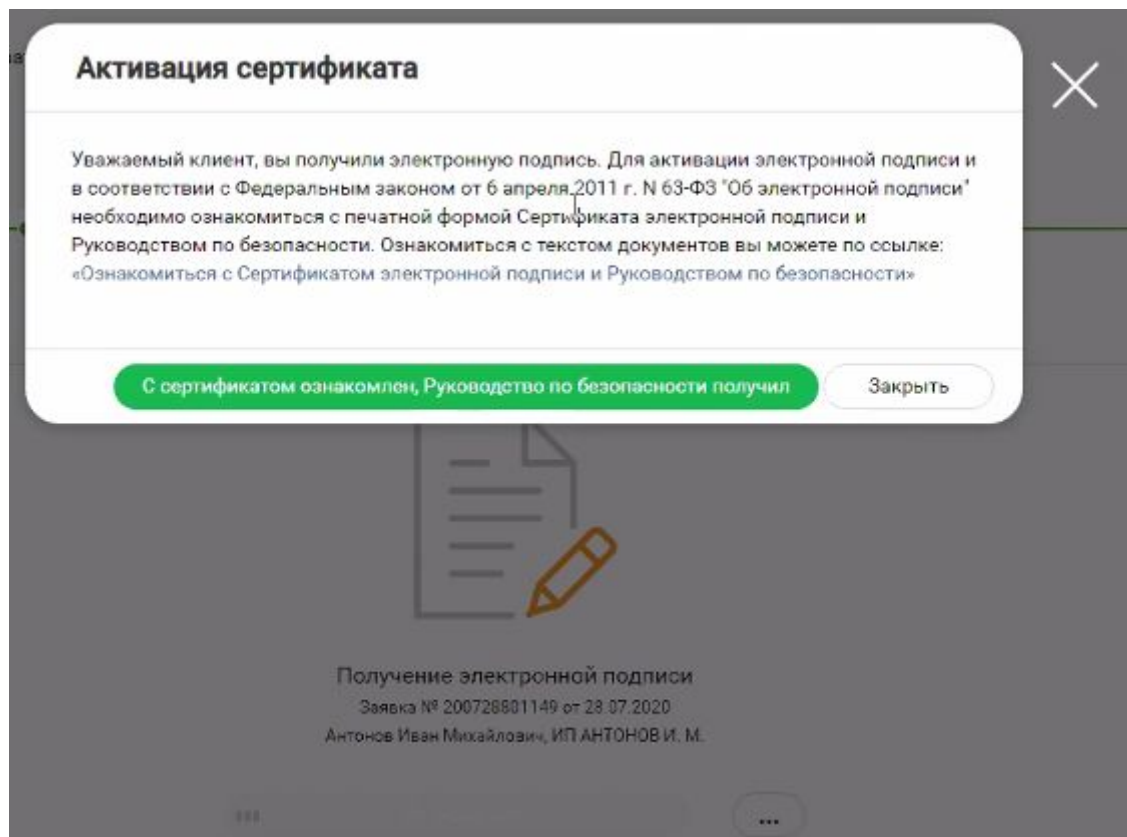 Активация сертификата
Уважаемый клиент, вы получили электронную подпись. Для активации электронной подписи и
в соответствии с Федеральным законом от 6 апреля 2011 г. N 63-ФЗ "Об электронной подписи"
необходимо ознакомиться с печатной формой Сертификата электронной подписи и
Руководством по безопасности. Ознакомиться с текстом документов вы можете по ссылке:
«Ознакомиться с Сертификатом электронной подписи и Руководством по безопасности»
С сертификатом ознакомлен, Руководство по безопасности получил
Закрыть
Получение электронной подписи
Заявка № 200728801149 от 28.07.2020
Антонов Иван Михайлович, ИП АНТОНОВ И. М.
...